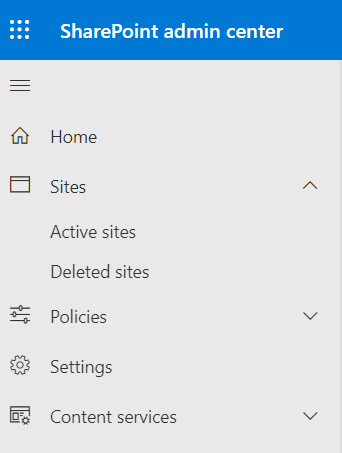 SharePoint admin center
Home
Sites
Active sites
Deleted sites
Policies
Settings
Content services